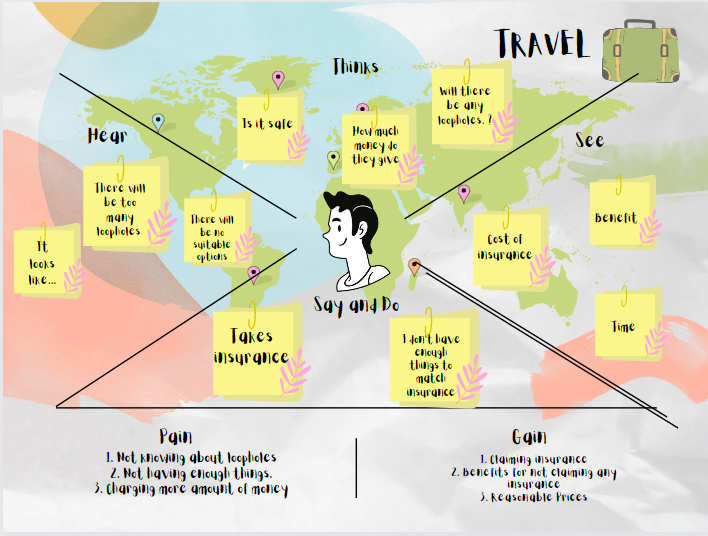 TRAVEL
Thinks
Is it safe
How much
money do
they give
Will there
be any
loopholes. ?
Hear
There will
be too
many
loopholes
There will
be no
suitable
options
It
looks
like...
See
Cost of
insurance
Benefit
Time
Say and Do
Takes
insurance
I don't have
enough
things to
match
insurance
Pain
1. Not knowing about loopholes
2. Not having enough things.
3. Charging more amount of money
Gain
1. Claiming insurance
2. Benefits for not claiming any
insurance
3. Reasonable Prices